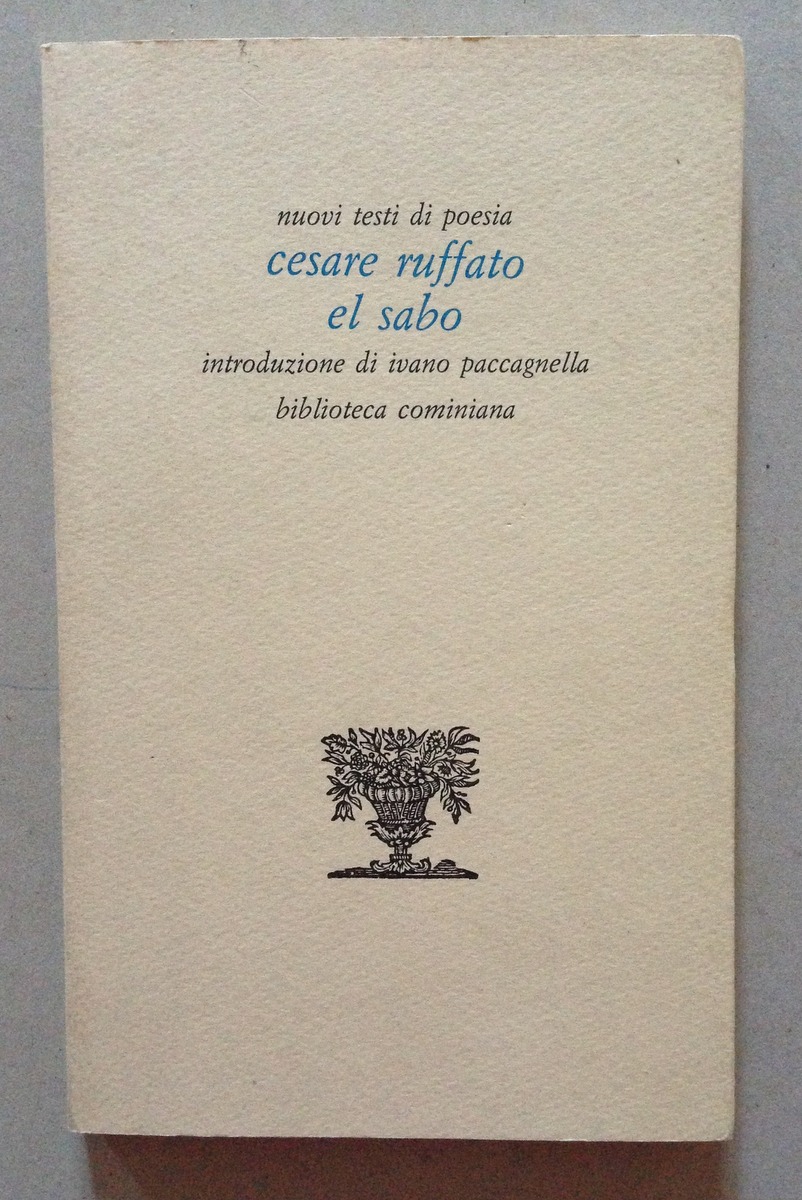 nuovi testi di poesia
cesare ruffato
el sabo
introduzione di ivano paccagnella
biblioteca cominiana